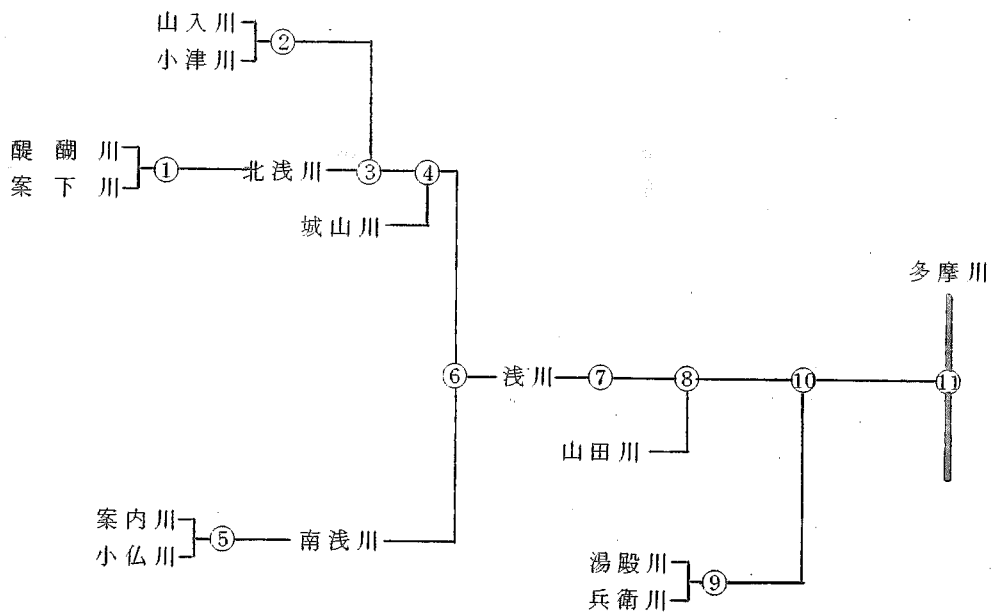 山入川
②
小津川
醍醐川
①
北浅川
③
④
案下川
城山川
多摩川
⑥
浅川
⑦
⑧
⑩
⑪
山田川
案内川
⑤
南浅川
小仏川
湯殿川
⑨
兵衛川